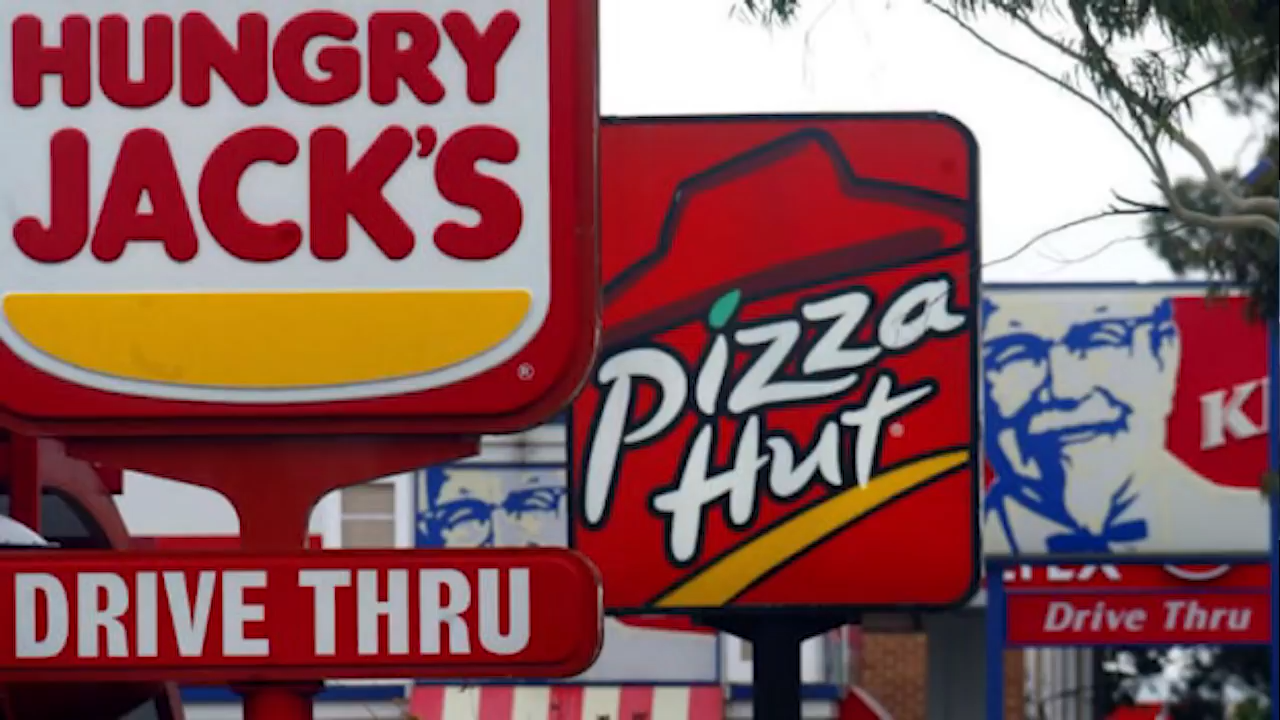 HUNGRY
JACK'S
®
DRIVE THRU
Pizza
Hut
Drive Thru